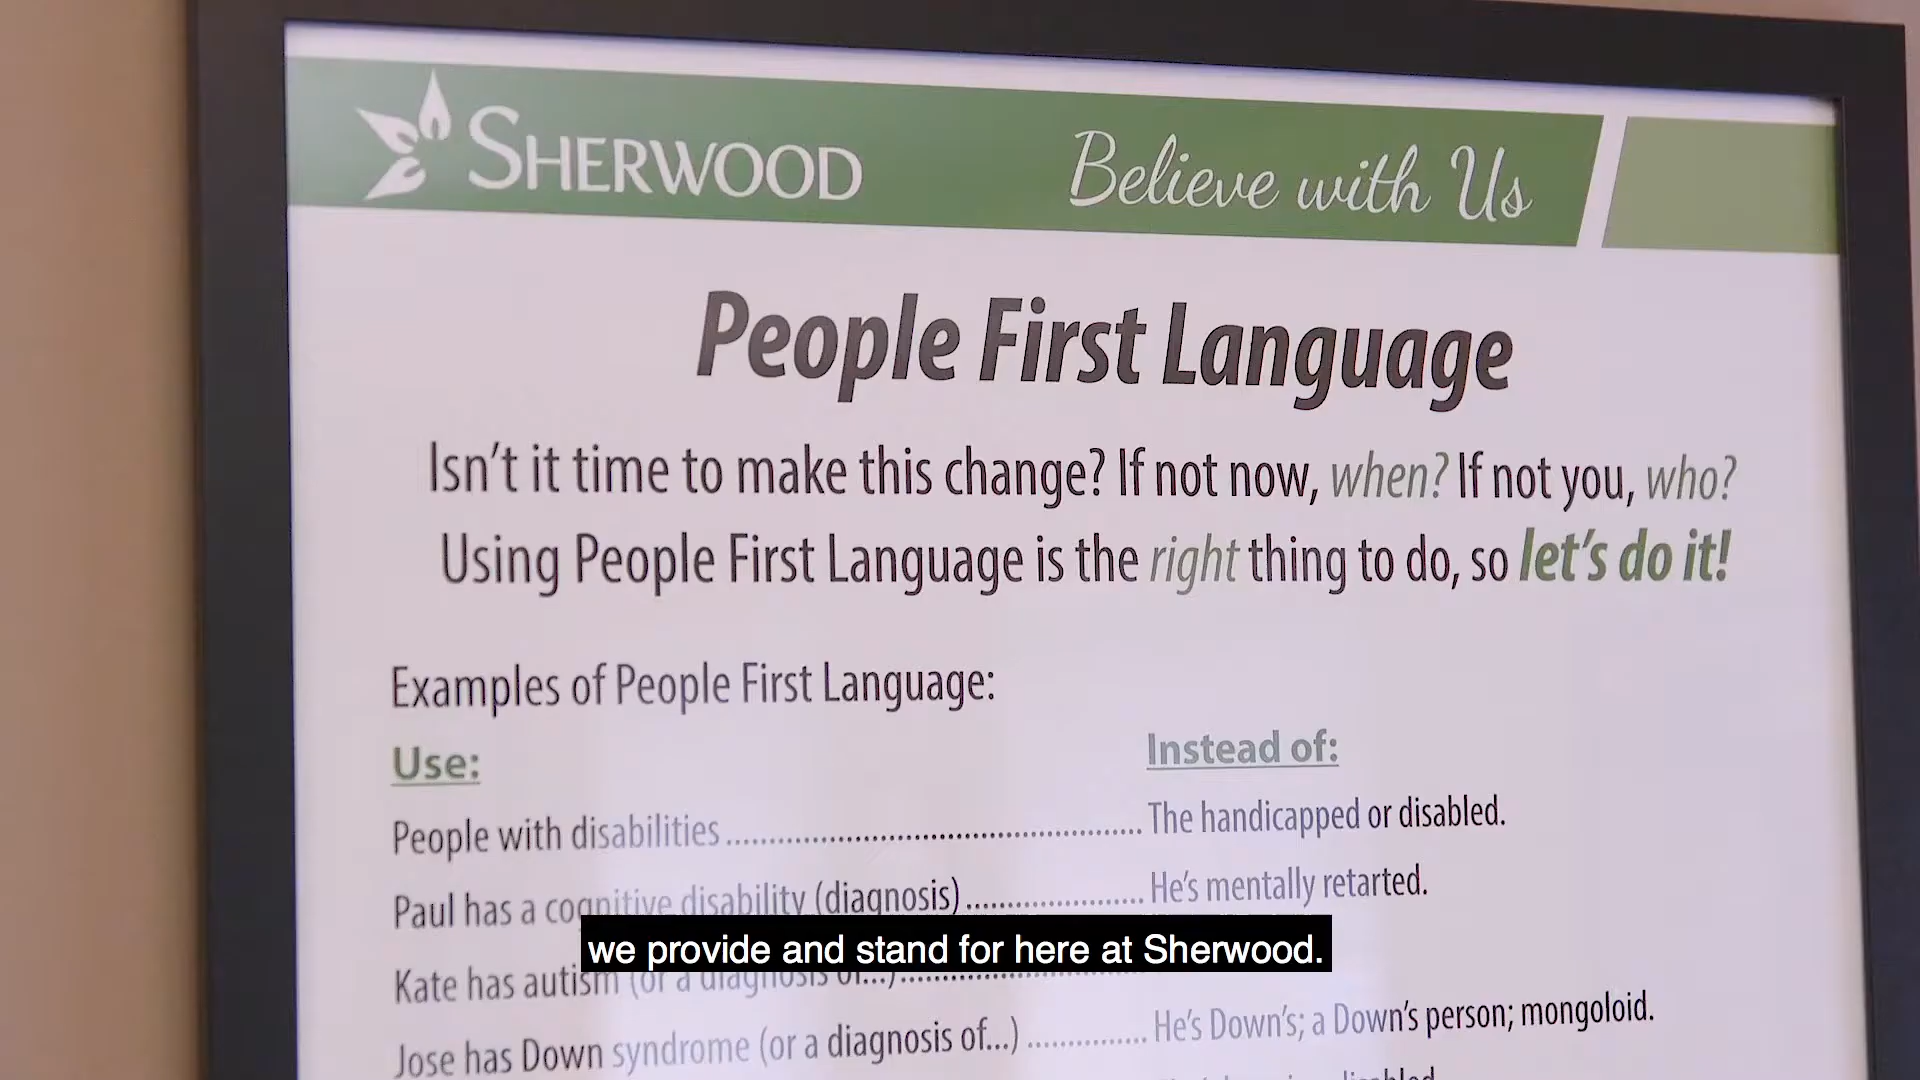 SHERWOOD Believe with Us
People First Language
Isn't it time to make this change? If not now, when? If not you, who?
Using People First Language is the right thing to do, so let's do it!
Examples of People First Language:
Use: Instead of:
People with disabilities ................................................ The handicapped or disabled.
Paul has a cognitive disability (diagnosis) ..................... He's mentally retarted.
we provide and stand for here at Sherwood.
Kate has autism (or a diagnosis of...) .............................
Jose has Down syndrome (or a diagnosis of...) ............... He's Down's; a Down's person; mongoloid.